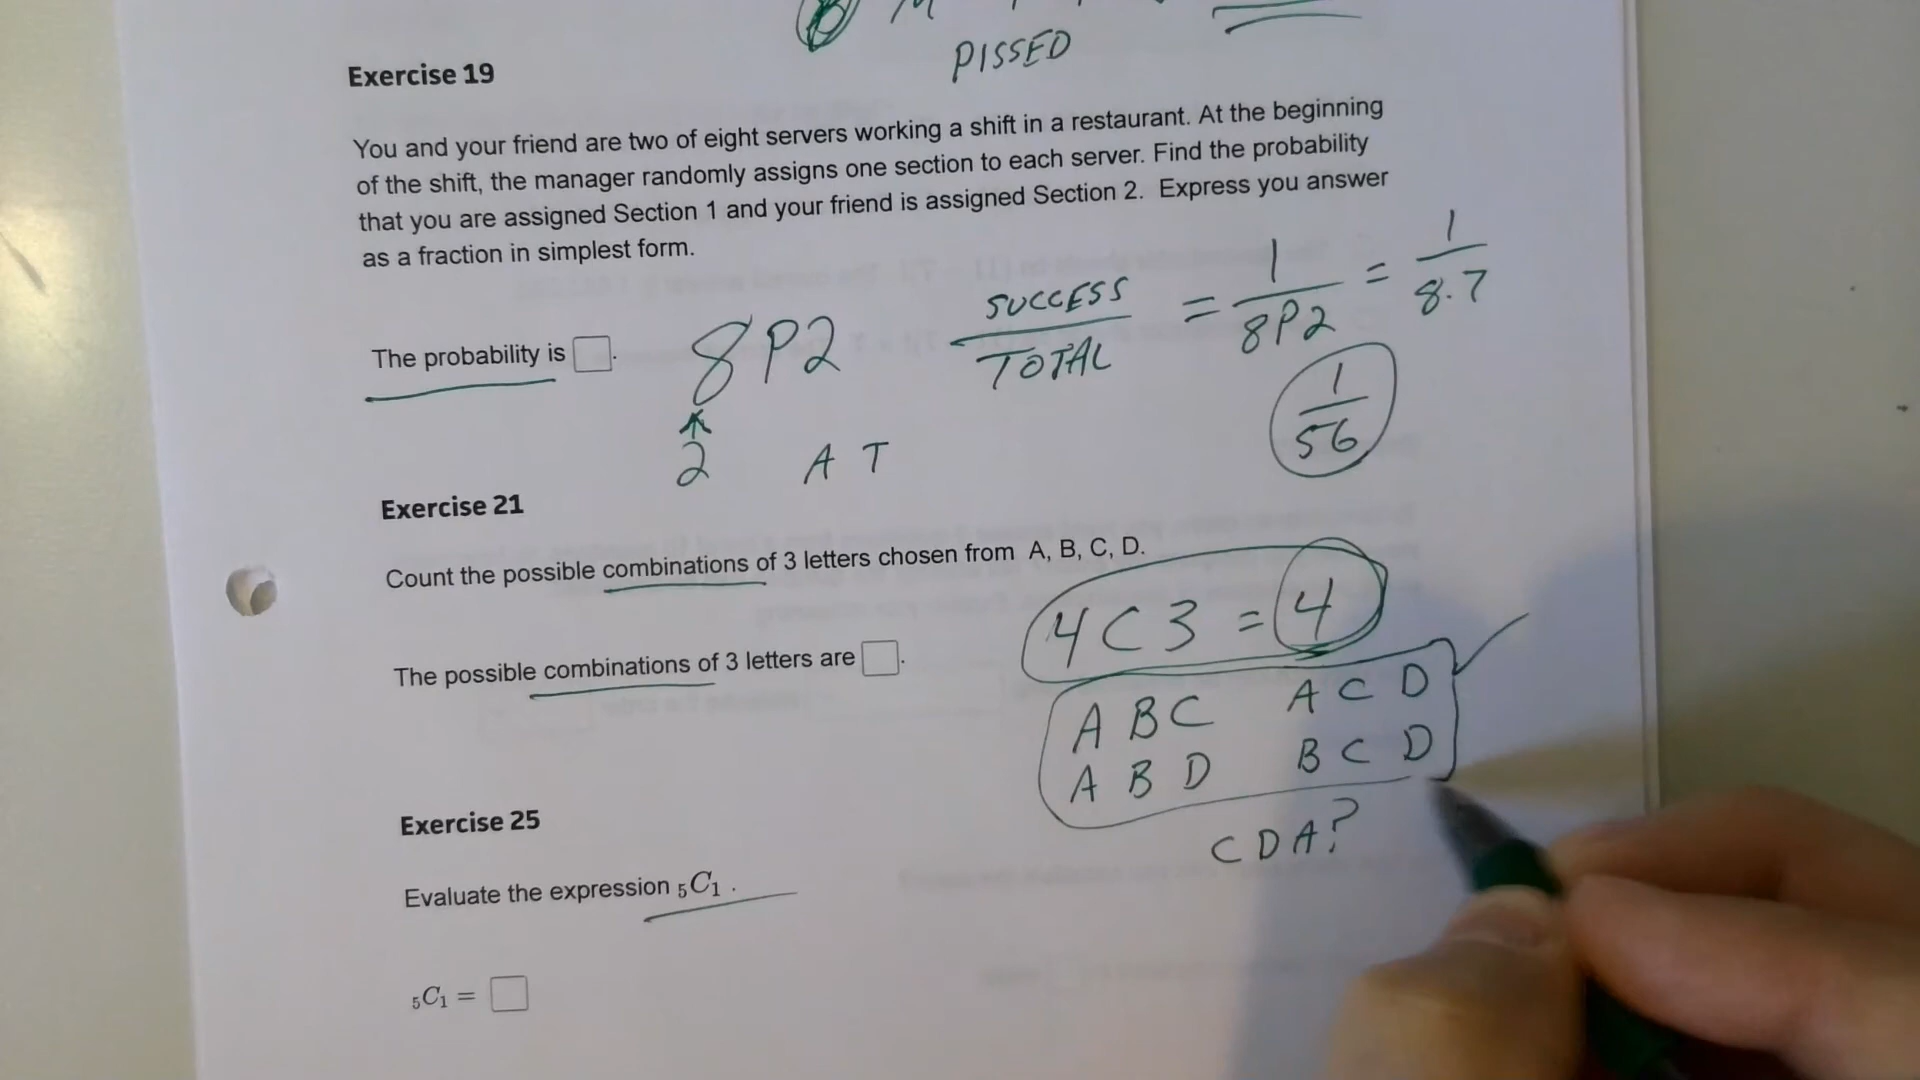 PISSED
Exercise 19
You and your friend are two of eight servers working a shift in a restaurant. At the beginning
of the shift, the manager randomly assigns one section to each server. Find the probability
that you are assigned Section 1 and your friend is assigned Section 2. Express you answer
as a fraction in simplest form.
The probability is □.
8P2
2 A T
SUCCESS / TOTAL = 1 / 8P2 = 1 / 8·7
1 / 56
Exercise 21
Count the possible combinations of 3 letters chosen from A, B, C, D.
4C3 = 4
The possible combinations of 3 letters are □.
A B C A C D
A B D B C D
C D A?
Exercise 25
Evaluate the expression ₅C₁ .
₅C₁ = □